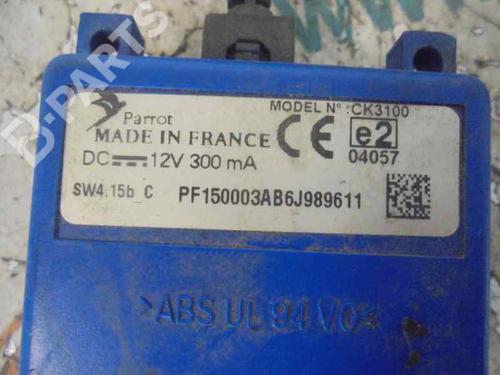 B-PARTS
Parrot
MODEL N° :CK3100
MADE IN FRANCE CE e2
DC 12V 300 mA 04057
SW4.15b_C PF150003AB6J989611
>ABS UL 94 V0<